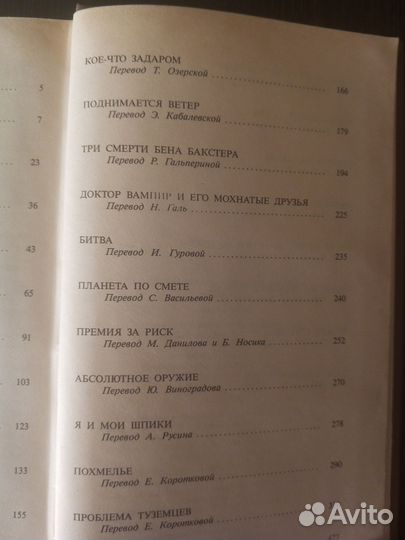 5
7
23
36
43
65
91
103
123
133
155
КОЕ-ЧТО ЗАДАРОМ
Перевод Т. Озерской
166
ПОДНИМАЕТСЯ ВЕТЕР
Перевод Э. Кабалевской
179
ТРИ СМЕРТИ БЕНА БАКСТЕРА
Перевод Р. Гальпериной
194
ДОКТОР ВАМПИР И ЕГО МОХНАТЫЕ ДРУЗЬЯ
Перевод Н. Галь
225
БИТВА
Перевод И. Гуровой
235
ПЛАНЕТА ПО СМЕТЕ
Перевод С. Васильевой
240
ПРЕМИЯ ЗА РИСК
Перевод М. Данилова и Б. Носика
252
АБСОЛЮТНОЕ ОРУЖИЕ
Перевод Ю. Виноградова
270
Я И МОИ ШПИКИ
Перевод А. Русина
278
ПОХМЕЛЬЕ
Перевод Е. Коротковой
290
ПРОБЛЕМА ТУЗЕМЦЕВ
Перевод Е. Коротковой
Avito